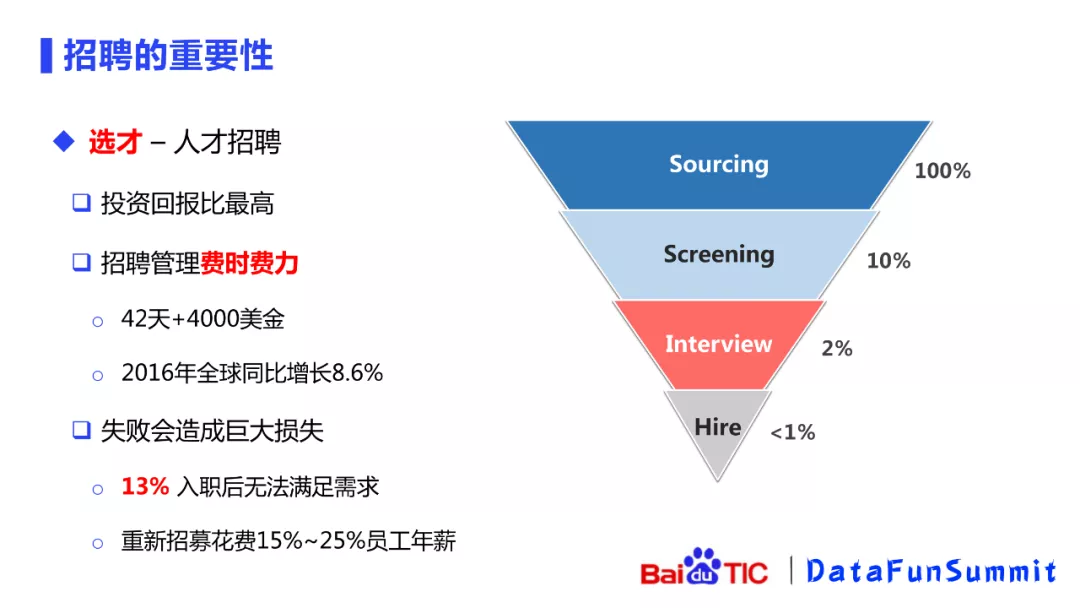 招聘的重要性
选才 – 人才招聘
投资回报比最高
招聘管理费时费力
42天+4000美金
2016年全球同比增长8.6%
失败会造成巨大损失
13% 入职后无法满足需求
重新招募花费15%~25%员工年薪
Sourcing
100%
Screening
10%
Interview
2%
Hire
<1%
Bai du TIC | DataFunSummit